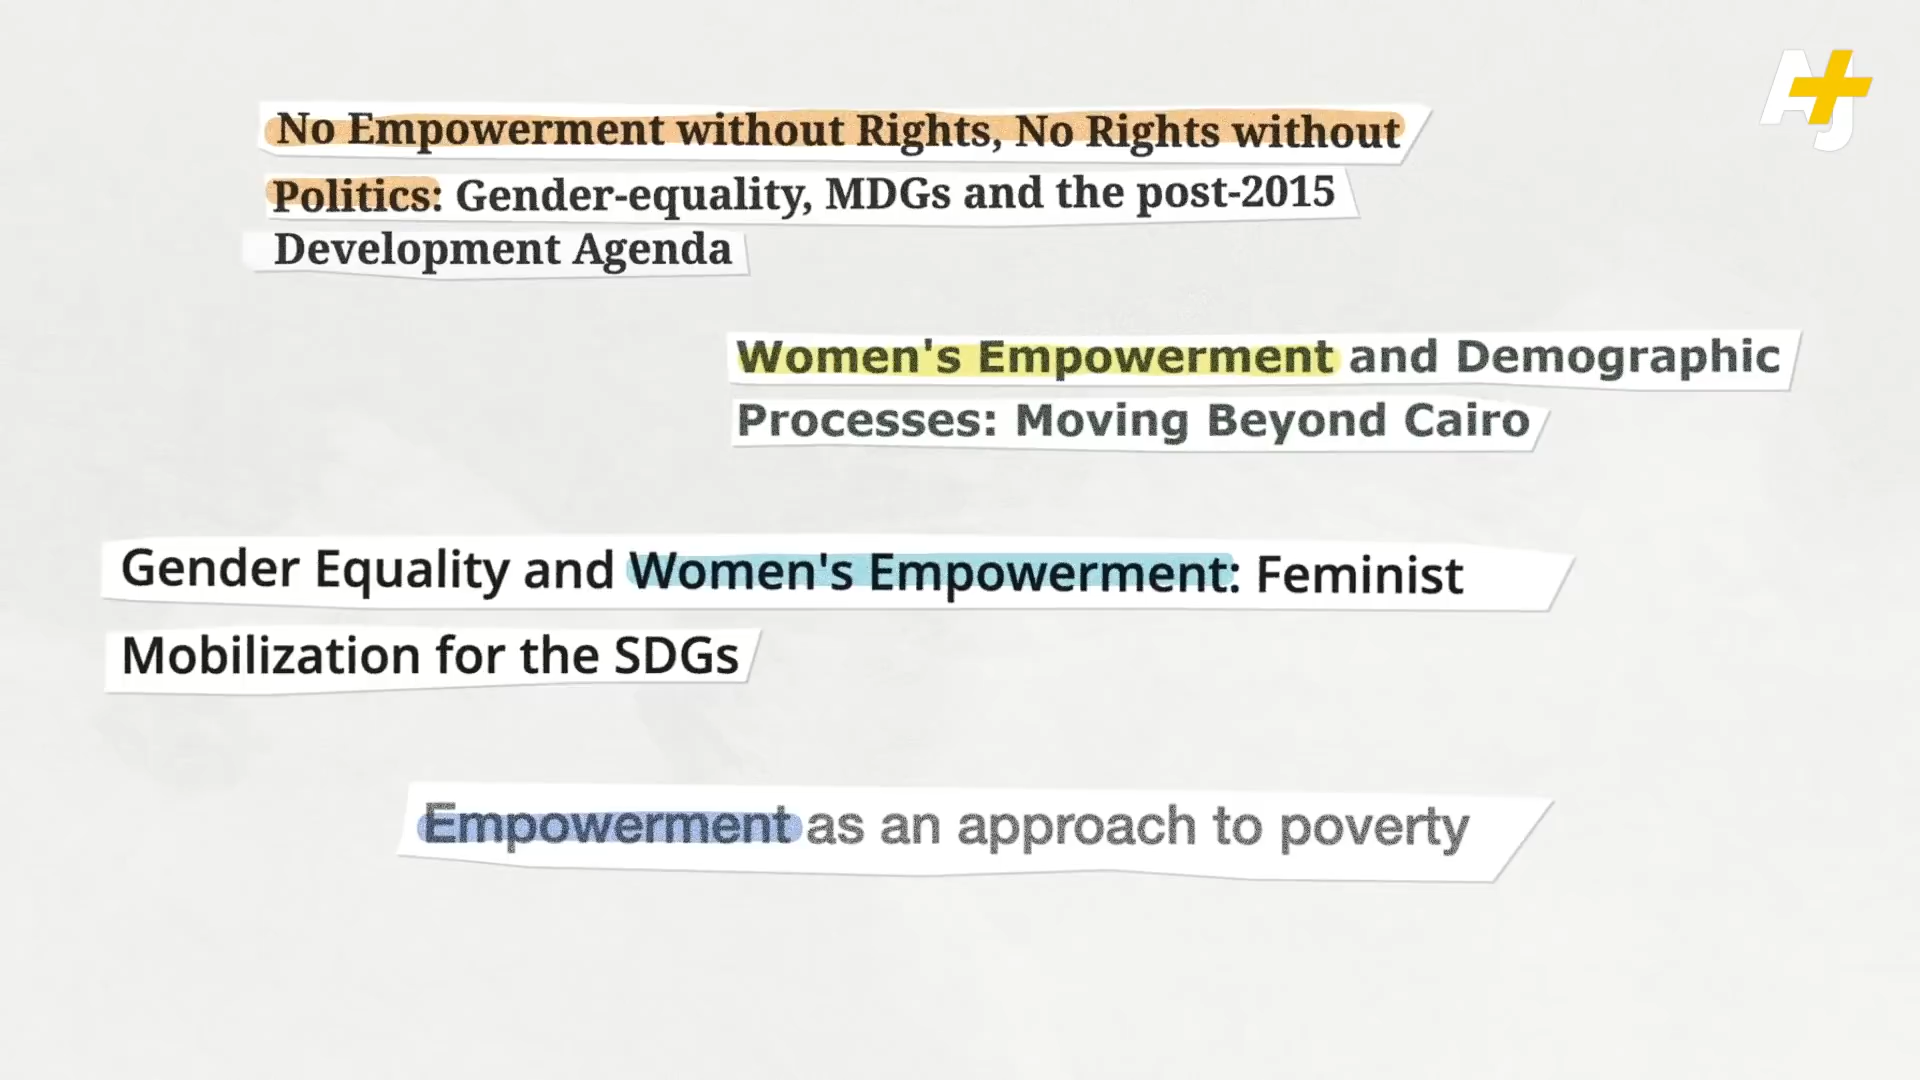 No Empowerment without Rights, No Rights without
Politics: Gender-equality, MDGs and the post-2015
Development Agenda
Women's Empowerment and Demographic
Processes: Moving Beyond Cairo
Gender Equality and Women's Empowerment: Feminist
Mobilization for the SDGs
Empowerment as an approach to poverty
AJ+